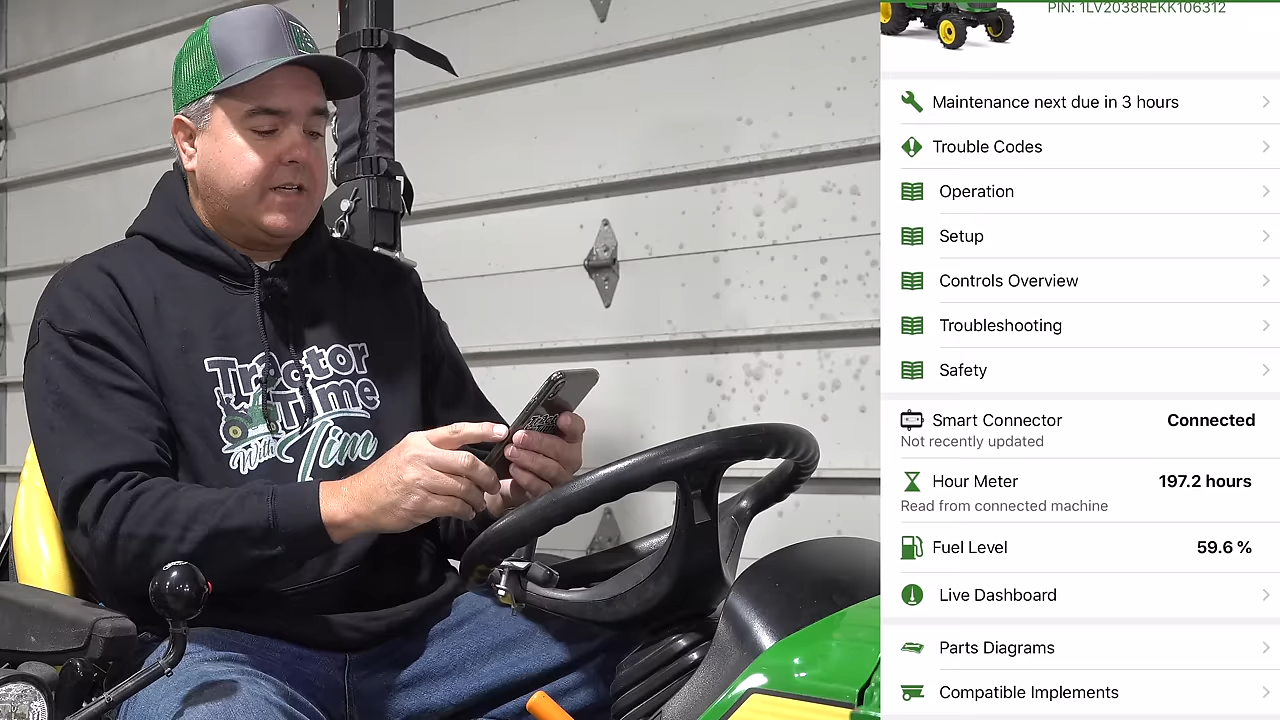 Tractor
Time
With Tim
PIN: 1LV2038REKK106312
Maintenance next due in 3 hours
Trouble Codes
Operation
Setup
Controls Overview
Troubleshooting
Safety
Smart Connector
Connected
Not recently updated
Hour Meter
197.2 hours
Read from connected machine
Fuel Level
59.6 %
Live Dashboard
Parts Diagrams
Compatible Implements